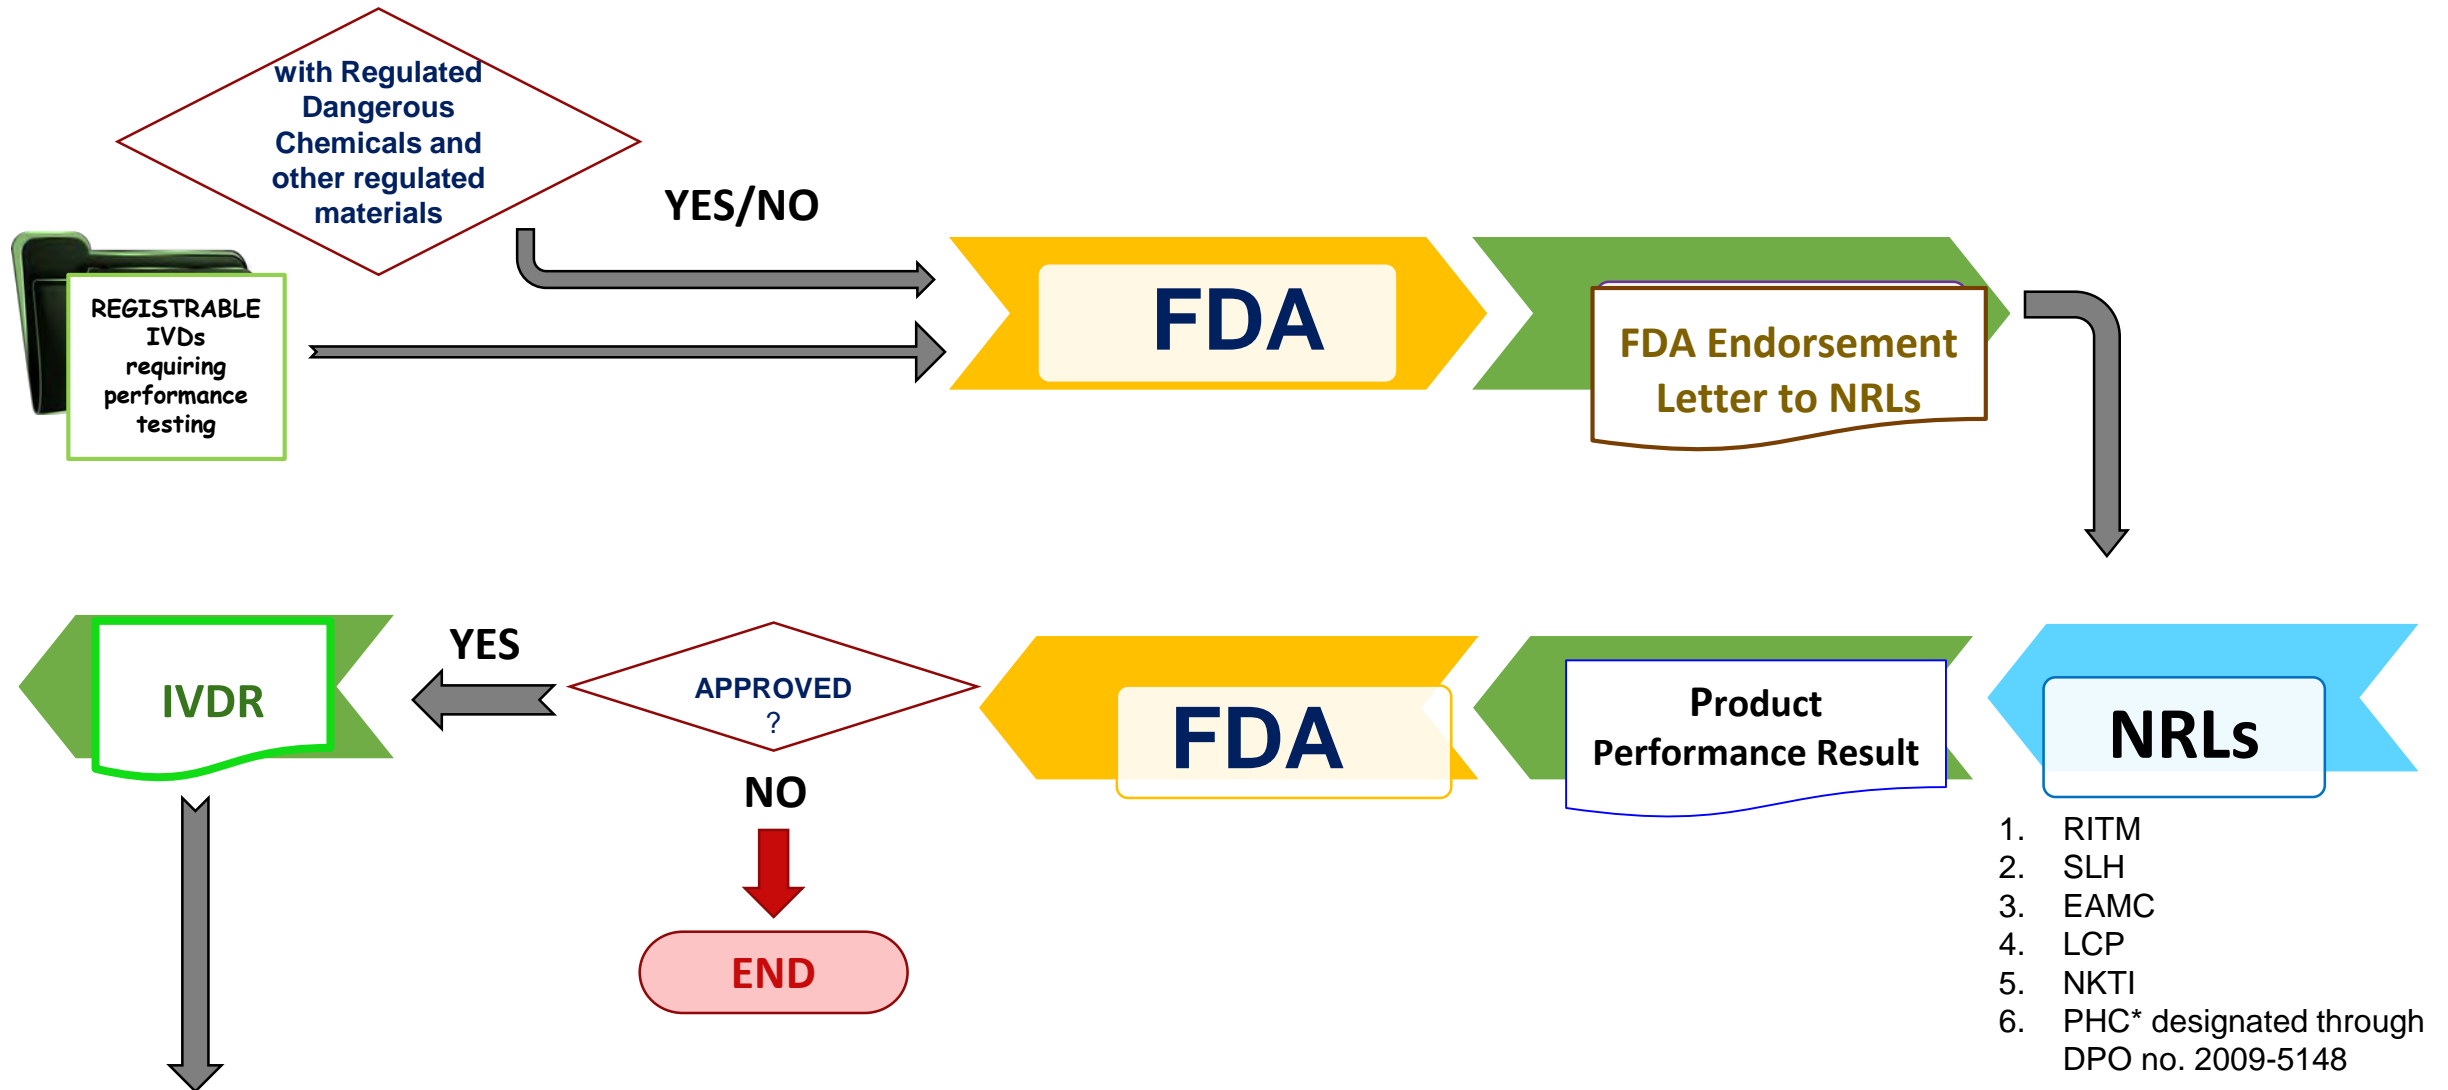 with Regulated
Dangerous
Chemicals and
other regulated
materials
YES/NO
REGISTRABLE
IVDs
requiring
performance
testing
FDA
FDA Endorsement
Letter to NRLs
IVDR
YES
APPROVED
?
NO
END
FDA
Product
Performance Result
NRLs
1. RITM
2. SLH
3. EAMC
4. LCP
5. NKTI
6. PHC* designated through
DPO no. 2009-5148